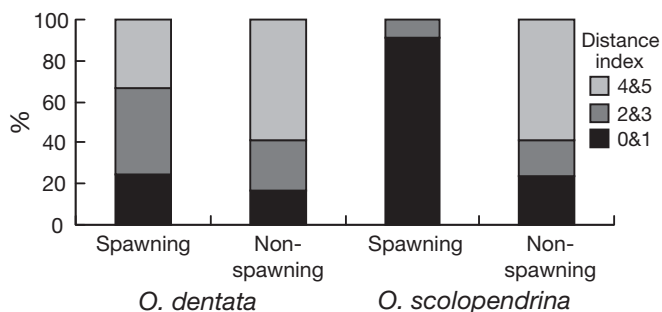 100
80
60
40
20
0
%
Distance
index
4&5
2&3
0&1
Spawning
Non-
spawning
Spawning
Non-
spawning
O. dentata
O. scolopendrina